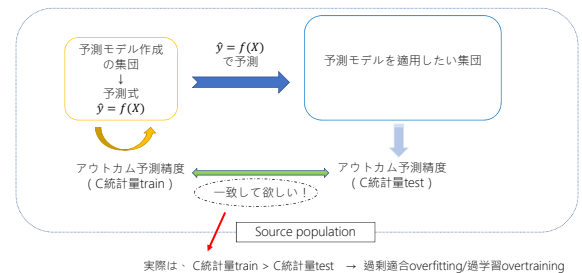 予測モデル作成
の集団
↓
予測式
ŷ = f(X)
ŷ = f(X)
で予測
予測モデルを適用したい集団
アウトカム予測精度
( C統計量train )
アウトカム予測精度
( C統計量test )
一致して欲しい！
Source population
実際は、 C統計量train > C統計量test → 過剰適合overfitting/過学習overtraining